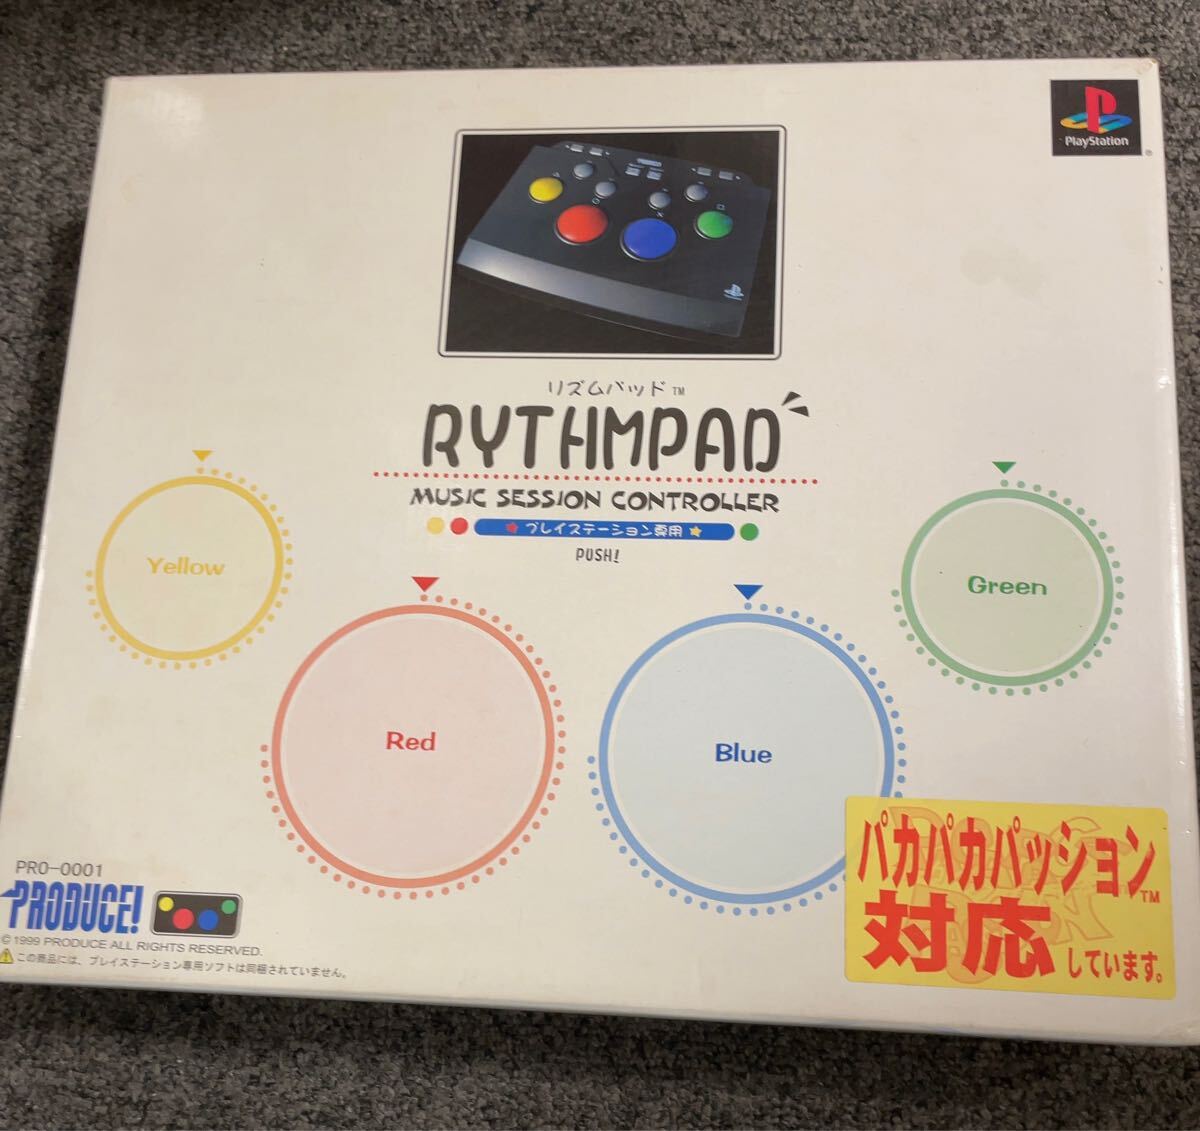 PlayStation
リズムパッド™
RYTHMPAD
MUSIC SESSION CONTROLLER
プレイステーション専用
PUSH!
Yellow
Green
Red
Blue
パカパカパッション™
対応しています。
PRO-0001
PRODUCE!
© 1999 PRODUCE ALL RIGHTS RESERVED.
この商品には、プレイステーション専用ソフトは同梱されていません。